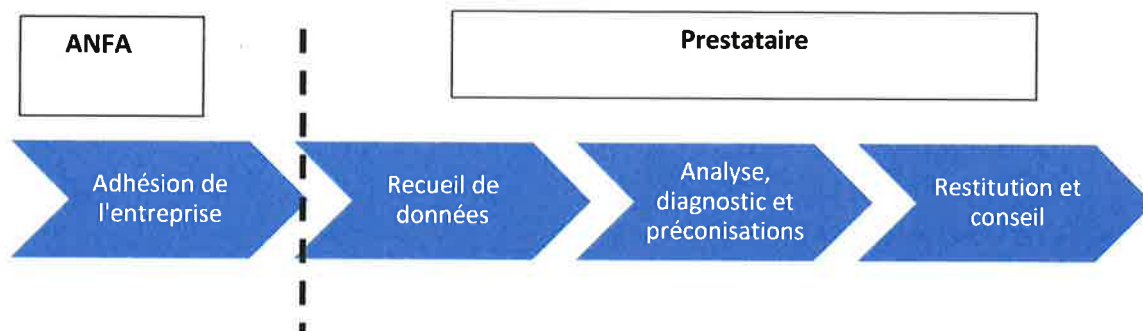 ANFA
Prestataire
Adhésion de
l'entreprise
Recueil de
données
Analyse,
diagnostic et
préconisations
Restitution et
conseil